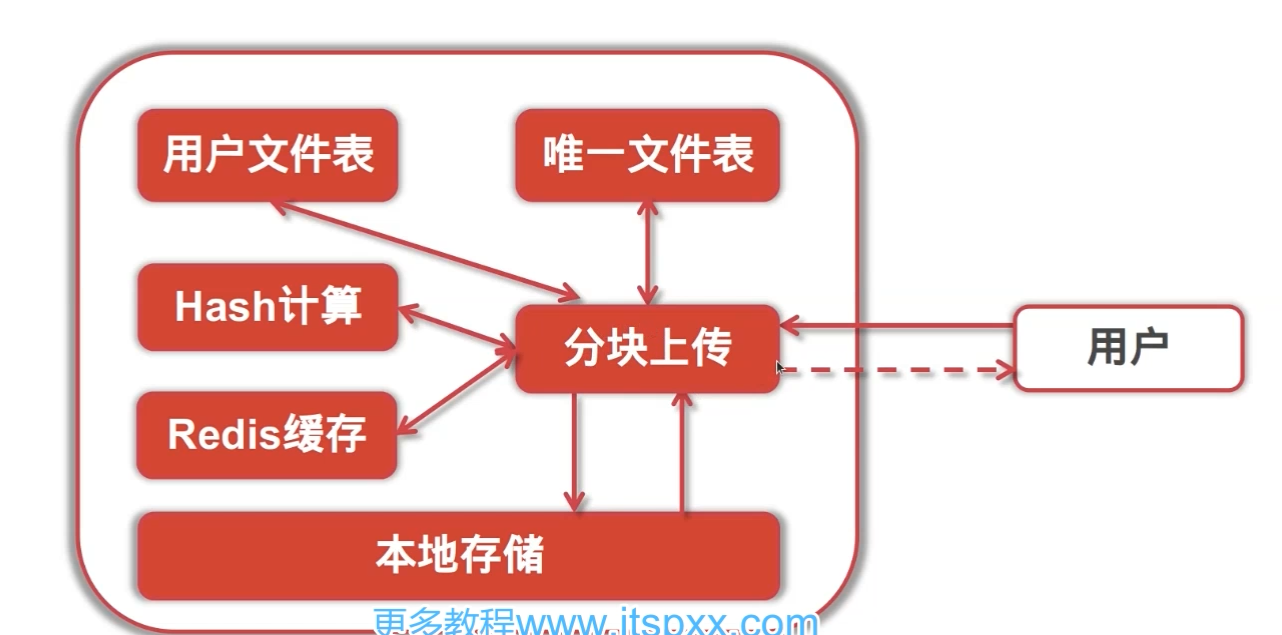 用户文件表
唯一文件表
Hash计算
分块上传
用户
Redis缓存
本地存储
更多教程www.itspxx.com